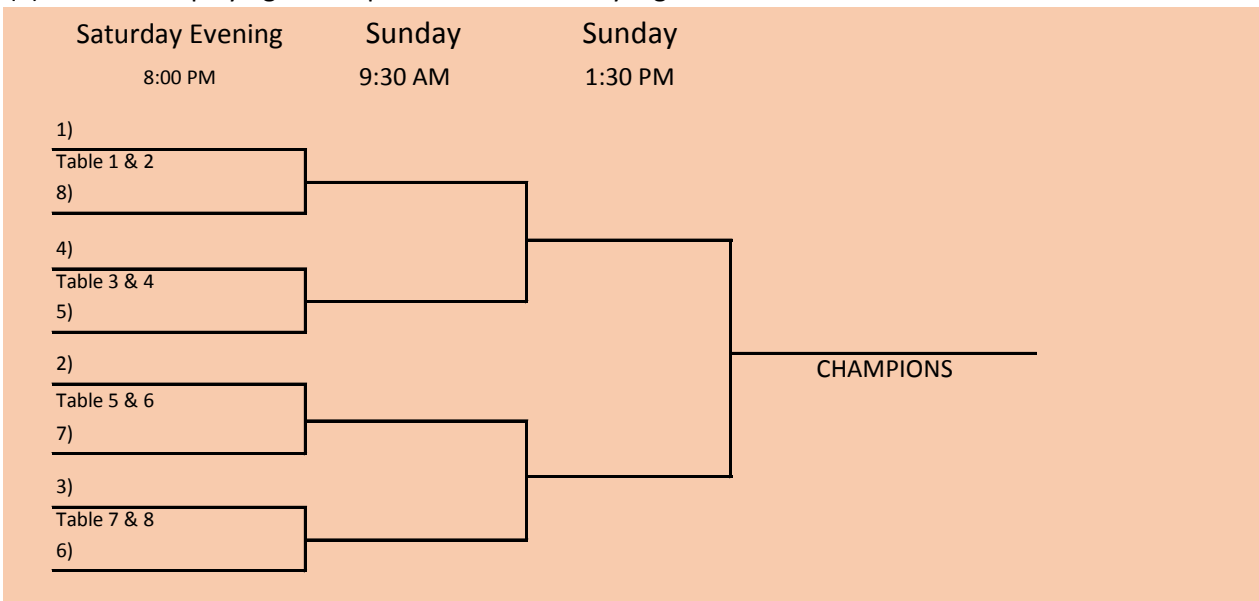 Saturday Evening Sunday Sunday
8:00 PM 9:30 AM 1:30 PM
1)
Table 1 & 2
8)
4)
Table 3 & 4
5)
2)
CHAMPIONS
Table 5 & 6
7)
3)
Table 7 & 8
6)